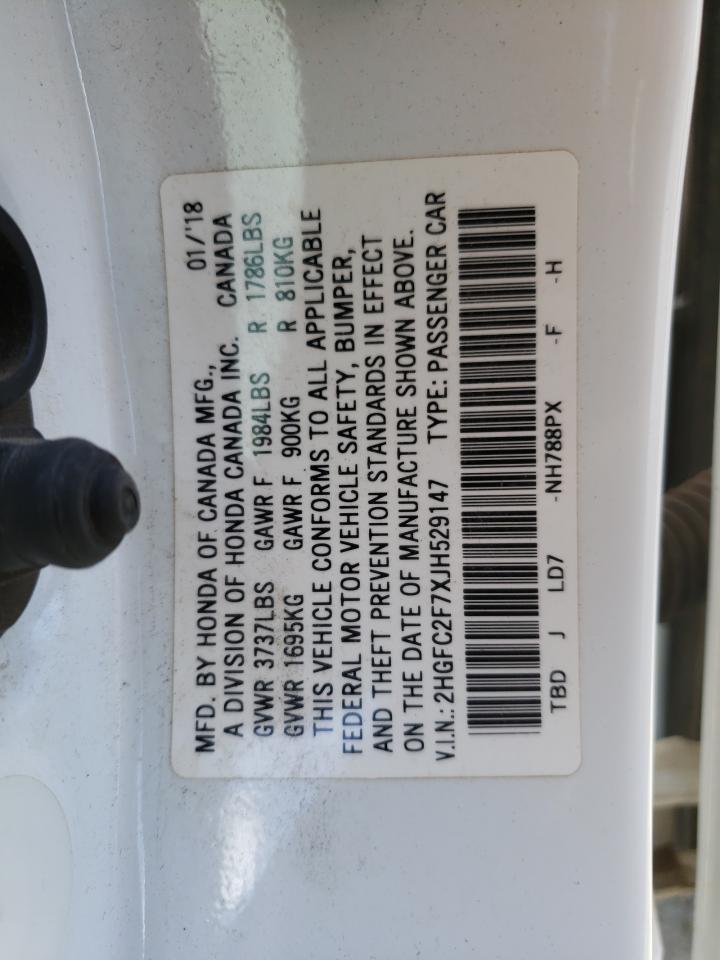 MFD. BY HONDA OF CANADA MFG., 01/'18
A DIVISION OF HONDA CANADA INC. CANADA
GVWR 3737LBS GAWR F 1984LBS R 1786LBS
GVWR 1695KG GAWR F 900KG R 810KG
THIS VEHICLE CONFORMS TO ALL APPLICABLE
FEDERAL MOTOR VEHICLE SAFETY, BUMPER,
AND THEFT PREVENTION STANDARDS IN EFFECT
ON THE DATE OF MANUFACTURE SHOWN ABOVE.
V.I.N.: 2HGFC2F7XJH529147 TYPE: PASSENGER CAR
TBD J LD7 -NH788PX -F -H